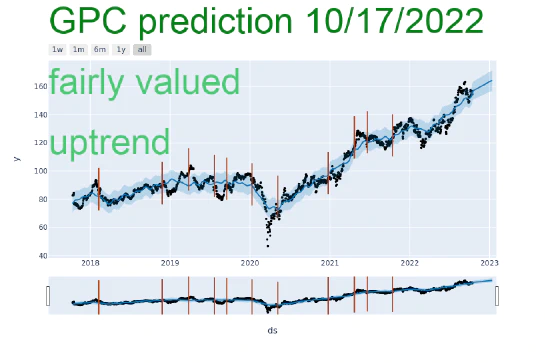 GPC prediction 10/17/2022
1w 1m 6m 1y all
fairly valued
uptrend
y
160
140
120
100
80
60
40
2018 2019 2020 2021 2022 2023
ds